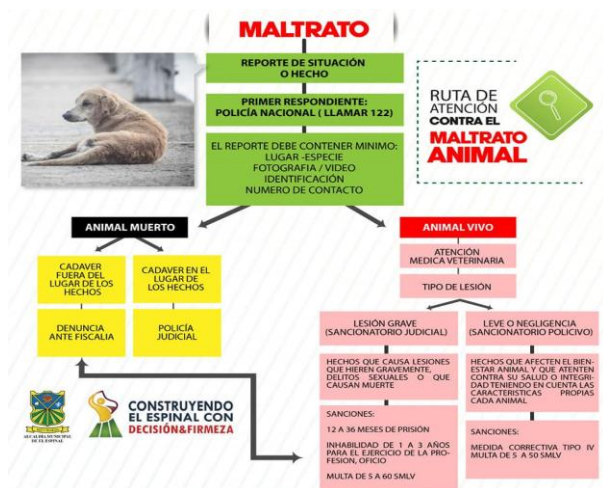 MALTRATO
REPORTE DE SITUACIÓN
O HECHO
PRIMER RESPONDIENTE:
POLICÍA NACIONAL ( LLAMAR 122)
EL REPORTE DEBE CONTENER MINIMO:
LUGAR -ESPECIE
FOTOGRAFIA / VIDEO
IDENTIFICACIÓN
NUMERO DE CONTACTO
RUTA DE
ATENCIÓN
CONTRA EL
MALTRATO
ANIMAL
ANIMAL MUERTO
CADAVER
FUERA DEL
LUGAR DE LOS
HECHOS
CADAVER EN EL
LUGAR DE
LOS HECHOS
DENUNCIA
ANTE FISCALIA
POLICÍA
JUDICIAL
ANIMAL VIVO
ATENCIÓN
MEDICA VETERINARIA
TIPO DE LESIÓN
LESIÓN GRAVE
(SANCIONATORIO JUDICIAL)
HECHOS QUE CAUSA LESIONES
QUE HIEREN GRAVEMENTE,
DELITOS SEXUALES O QUE
CAUSAN MUERTE
SANCIONES:
12 A 36 MESES DE PRISIÓN
INHABILIDAD DE 1 A 3 AÑOS
PARA EL EJERCICIO DE LA PRO-
FESION, OFICIO
MULTA DE 5 A 60 SMLV
LEVE O NEGLIGENCIA
(SANCIONATORIO POLICIVO)
HECHOS QUE AFECTEN EL BIEN-
ESTAR ANIMAL Y QUE ATENTEN
CONTRA SU SALUD O INTEGRI-
DAD TENIENDO EN CUENTA LAS
CARACTERISTICAS PROPIAS
CADA ANIMAL
SANCIONES:
MEDIDA CORRECTIVA TIPO IV
MULTA DE 5 A 50 SMLV
ALCALDIA MUNICIPAL
DE EL ESPINAL
CONSTRUYENDO
EL ESPINAL CON
DECISIÓN&FIRMEZA